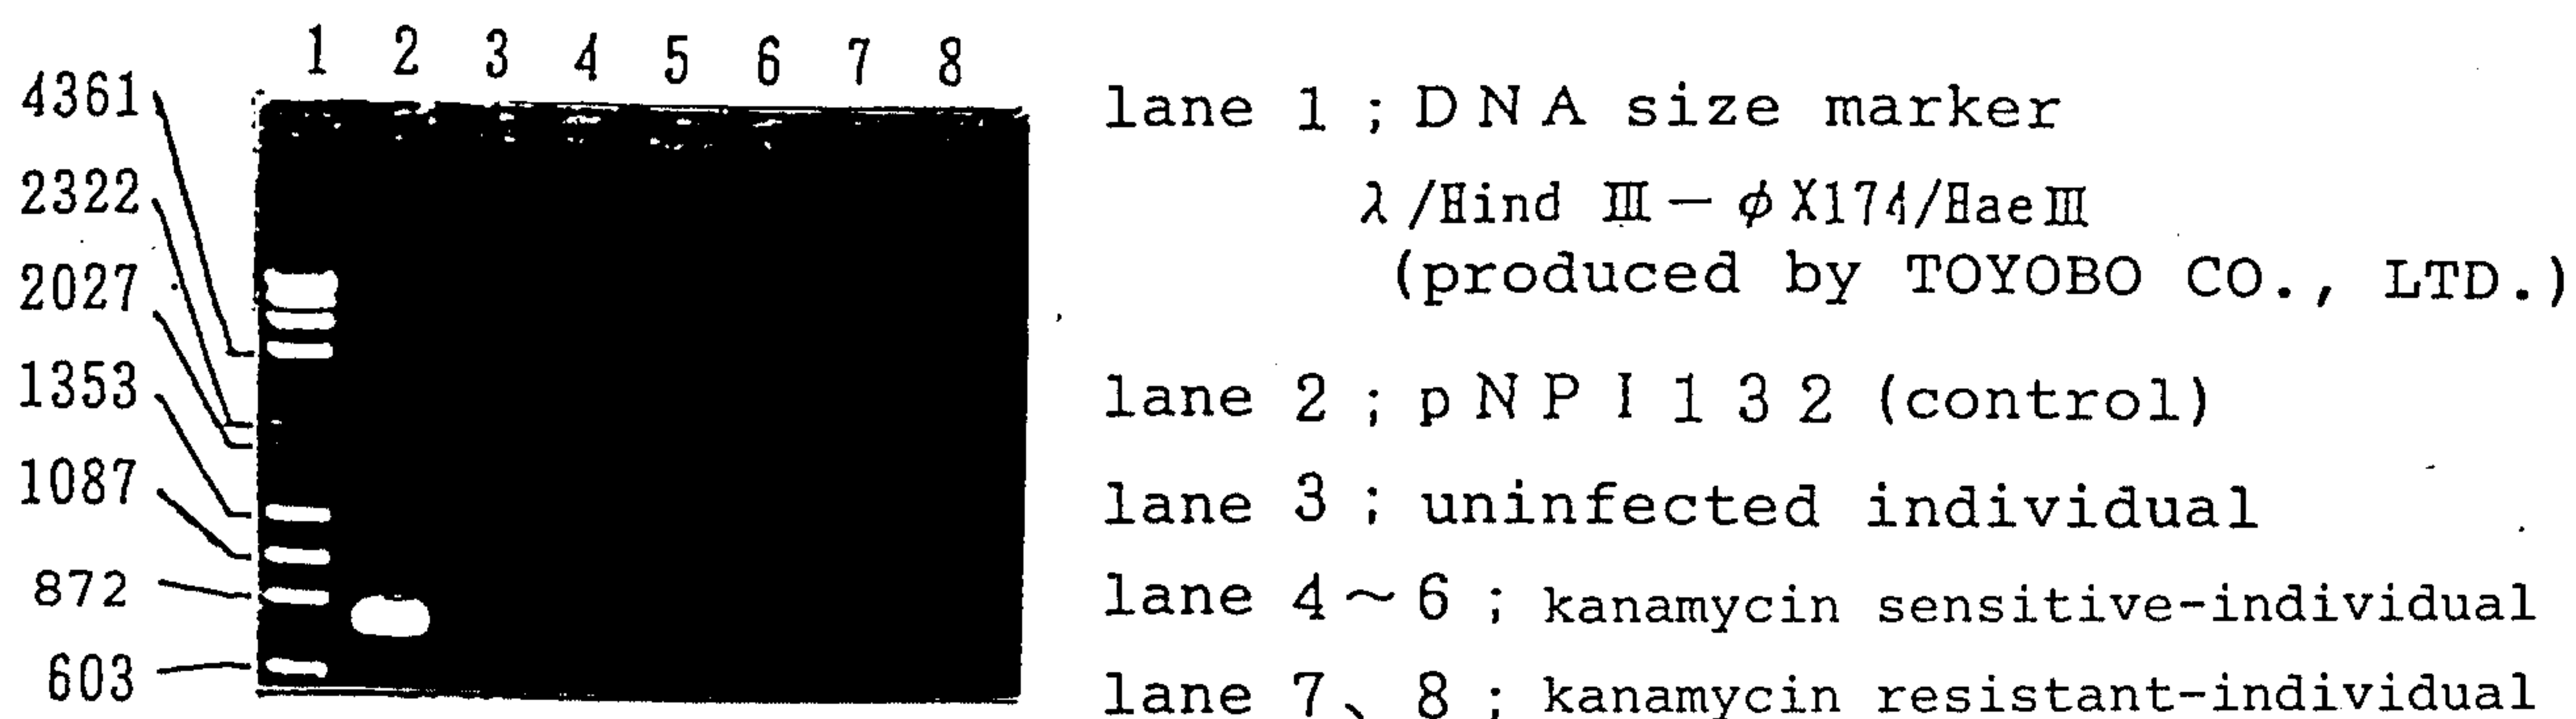 1 2 3 4 5 6 7 8
4361
2322
2027
1353
1087
872
603
lane 1 ; DNA size marker
λ/Hind Ⅲ－φX174/HaeⅢ
(produced by TOYOBO CO., LTD.)
lane 2 ; pNPI132 (control)
lane 3 ; uninfected individual
lane 4～6 ; kanamycin sensitive-individual
lane 7、8 ; kanamycin resistant-individual